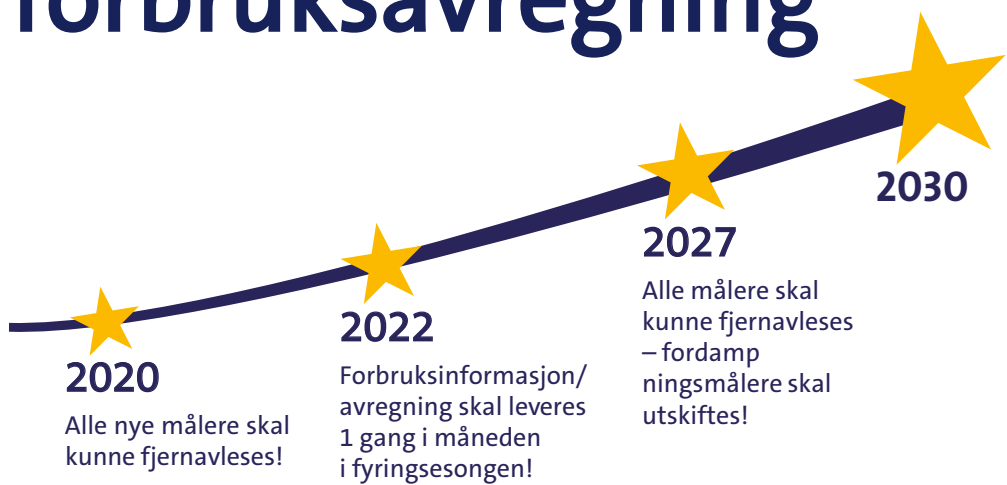 forbruksavregning
2020
Alle nye målere skal
kunne fjernavleses!
2022
Forbruksinformasjon/
avregning skal leveres
1 gang i måneden
i fyringsesongen!
2027
Alle målere skal
kunne fjernavleses
– fordamp
ningsmålere skal
utskiftes!
2030